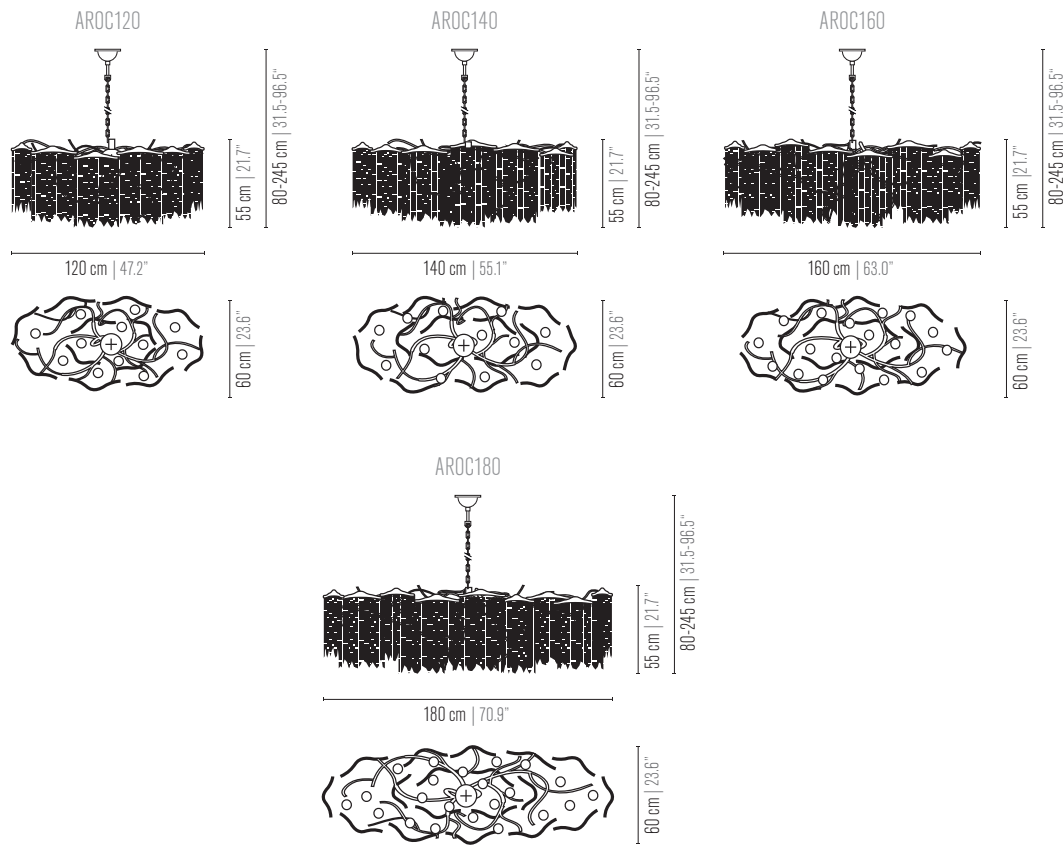 AROC120
55 cm | 21.7"
80-245 cm | 31.5-96.5"
120 cm | 47.2"
60 cm | 23.6"
AROC140
55 cm | 21.7"
80-245 cm | 31.5-96.5"
140 cm | 55.1"
60 cm | 23.6"
AROC160
55 cm | 21.7"
80-245 cm | 31.5-96.5"
160 cm | 63.0"
60 cm | 23.6"
AROC180
55 cm | 21.7"
80-245 cm | 31.5-96.5"
180 cm | 70.9"
60 cm | 23.6"